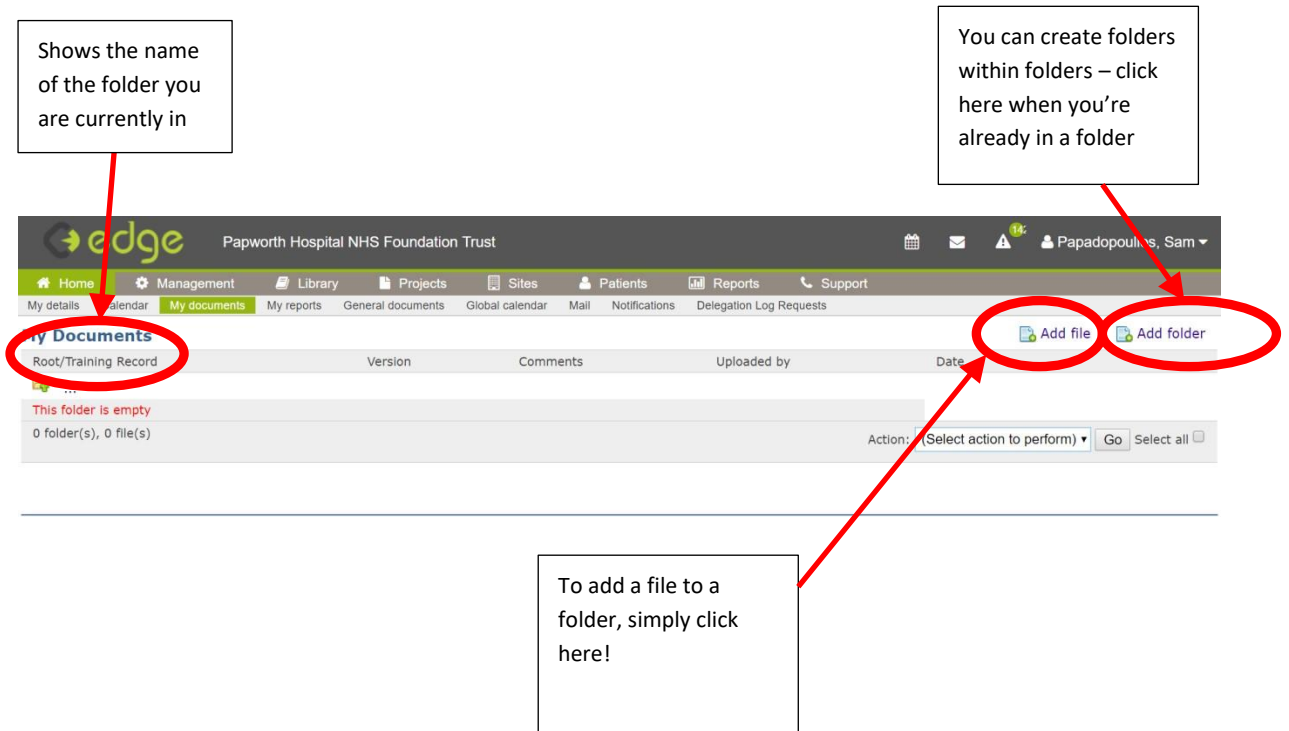 Shows the name
of the folder you
are currently in
You can create folders
within folders – click
here when you're
already in a folder
edge Papworth Hospital NHS Foundation Trust Papadopoullos, Sam
Home Management Library Projects Sites Patients Reports Support
My details Calendar My documents My reports General documents Global calendar Mail Notifications Delegation Log Requests
My Documents Add file Add folder
Root/Training Record Version Comments Uploaded by Date
...
This folder is empty
0 folder(s), 0 file(s) Action: (Select action to perform) Go Select all
To add a file to a
folder, simply click
here!